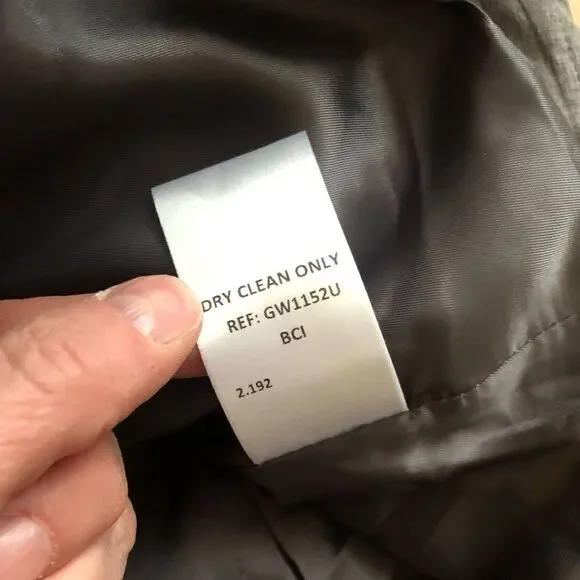 DRY CLEAN ONLY
REF: GW1152U
BCI
2.192